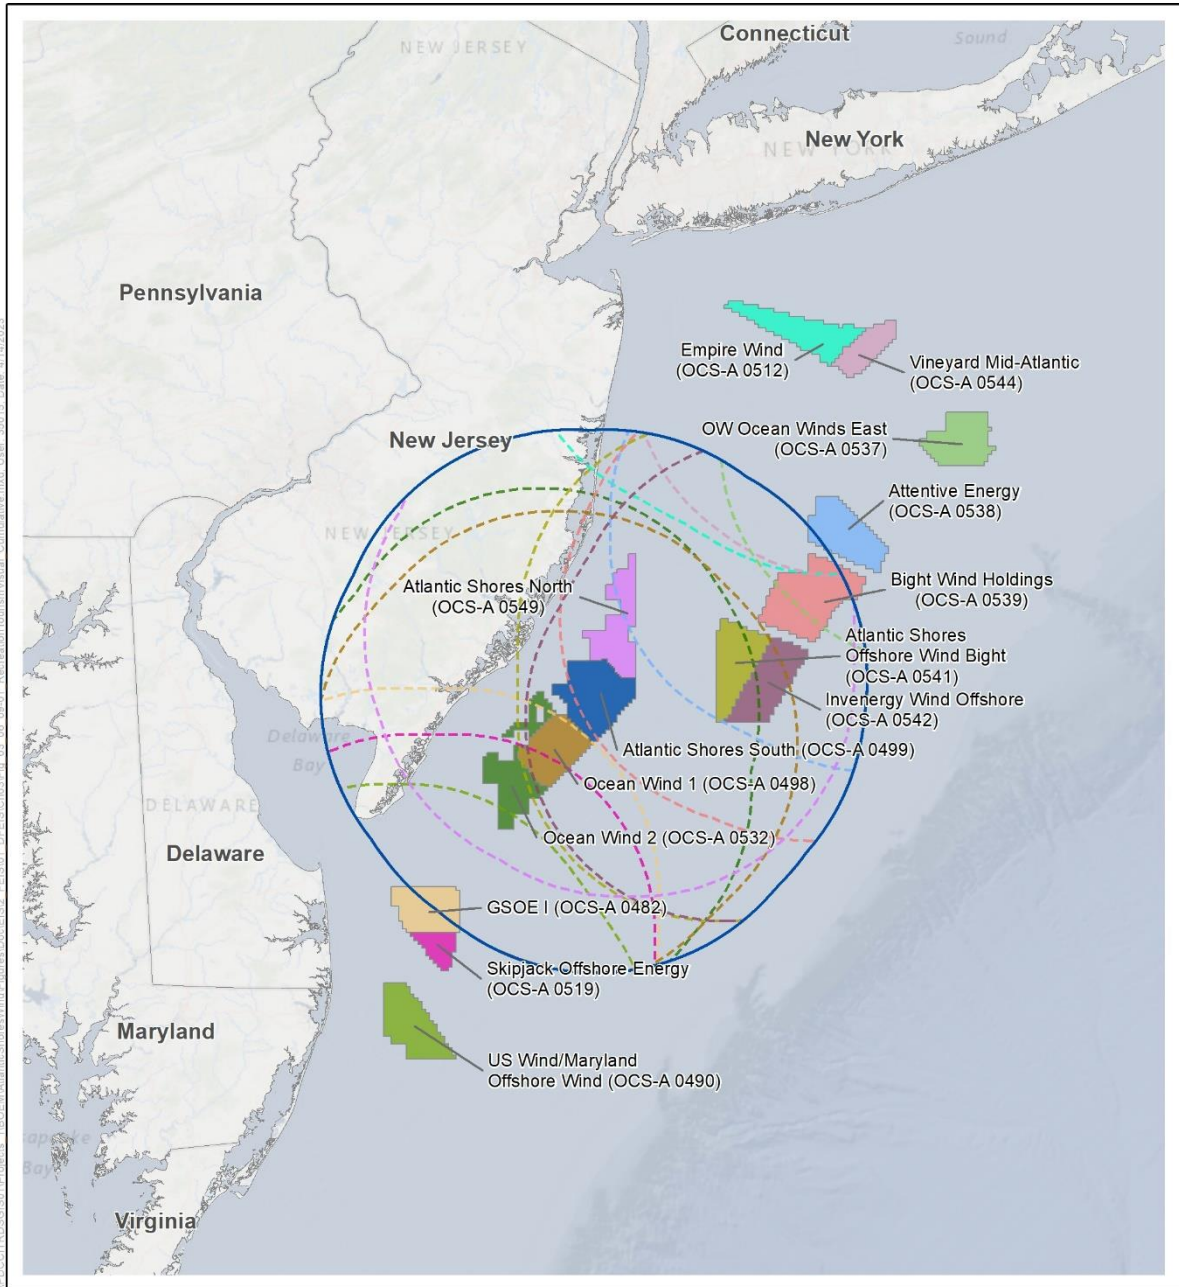 Connecticut
Sound
NEW JERSEY
New York
NEW YORK
Pennsylvania
Empire Wind
(OCS-A 0512)
Vineyard Mid-Atlantic
(OCS-A 0544)
New Jersey
OW Ocean Winds East
(OCS-A 0537)
Attentive Energy
(OCS-A 0538)
NEW JERSEY
Atlantic Shores North
(OCS-A 0549)
Bight Wind Holdings
(OCS-A 0539)
Atlantic Shores
Offshore Wind Bight
(OCS-A 0541)
Invenergy Wind Offshore
(OCS-A 0542)
Delaware
Bay
Atlantic Shores South (OCS-A 0499)
Ocean Wind 1 (OCS-A 0498)
DELAWARE
Ocean Wind 2 (OCS-A 0532)
Delaware
GSOE I (OCS-A 0482)
Skipjack Offshore Energy
(OCS-A 0519)
Maryland
US Wind/Maryland
Offshore Wind (OCS-A 0490)
Bay
Virginia